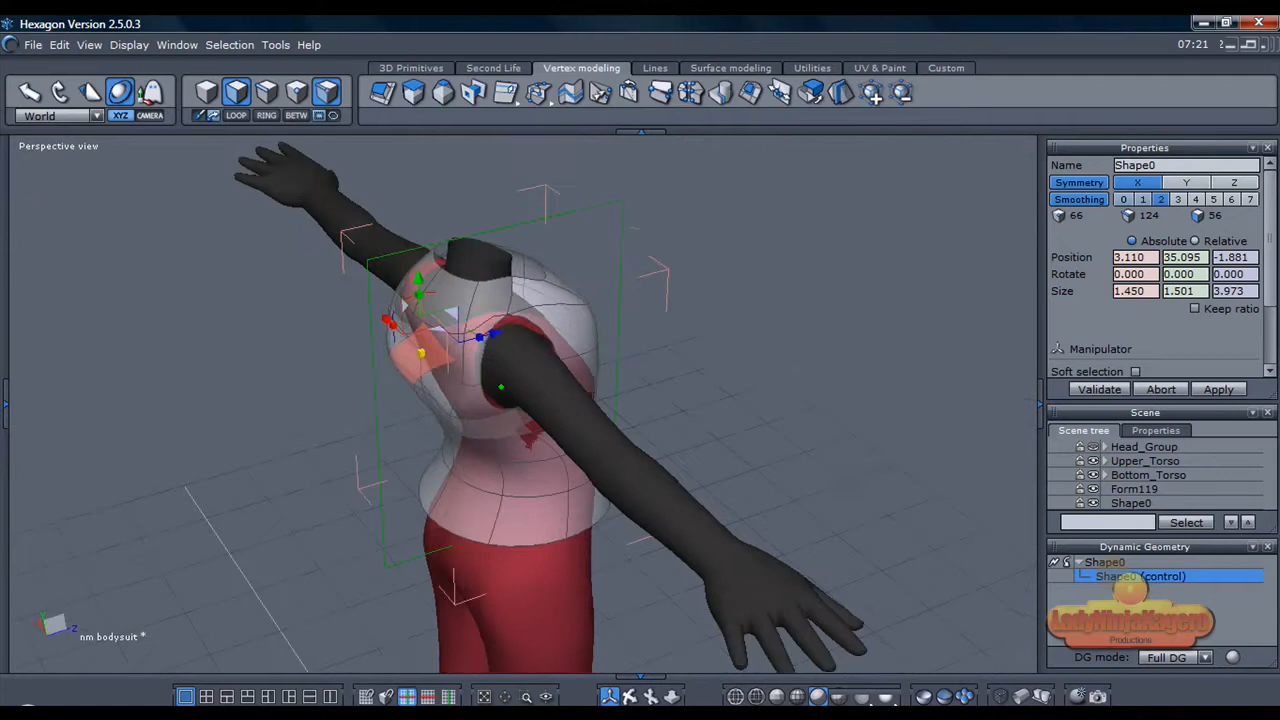 Hexagon Version 2.5.0.3
File Edit View Display Window Selection Tools Help
07:21
3D Primitives Second Life Vertex modeling Lines Surface modeling Utilities UV & Paint Custom
World XYZ CAMERA LOOP RING BETW
Perspective view
Properties
Name Shape0
Symmetry X Y Z
Smoothing 0 1 2 3 4 5 6 7
66 124 56
Absolute Relative
Position 3.110 35.095 -1.881
Rotate 0.000 0.000 0.000
Size 1.450 1.501 3.973
Keep ratio
Manipulator
Soft selection
Validate Abort Apply
Scene
Scene tree Properties
Head_Group
Upper_Torso
Bottom_Torso
Form119
Shape0
Select
Dynamic Geometry
Shape0
Shape0 (control)
LadyNinjaKagero
Productions
DG mode: Full DG
Z
nm bodysuit *